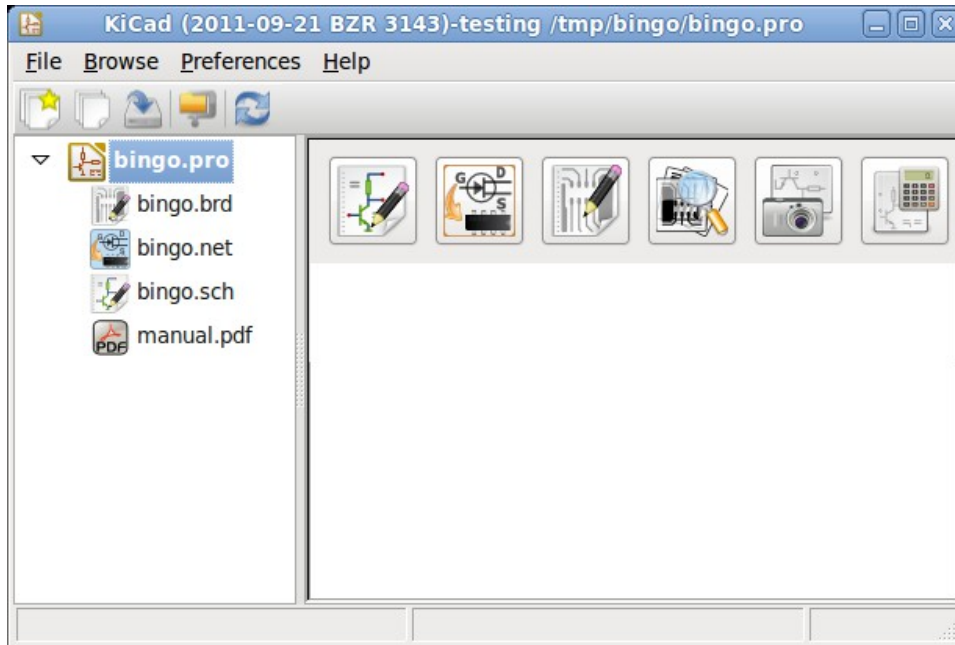 KiCad (2011-09-21 BZR 3143)-testing /tmp/bingo/bingo.pro
File Browse Preferences Help
bingo.pro
bingo.brd
bingo.net
bingo.sch
PDF manual.pdf
G D S